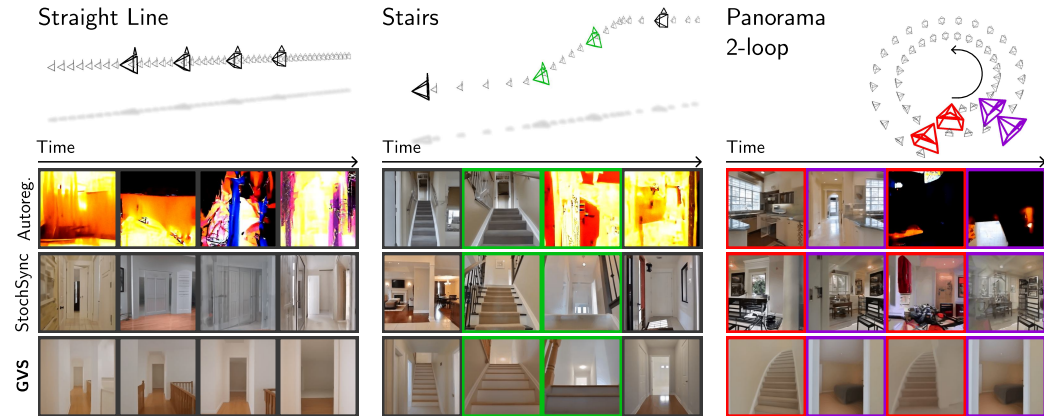 Straight Line
Stairs
Panorama
2-loop
Time
Time
Time
Autoreg.
StochSync
GVS